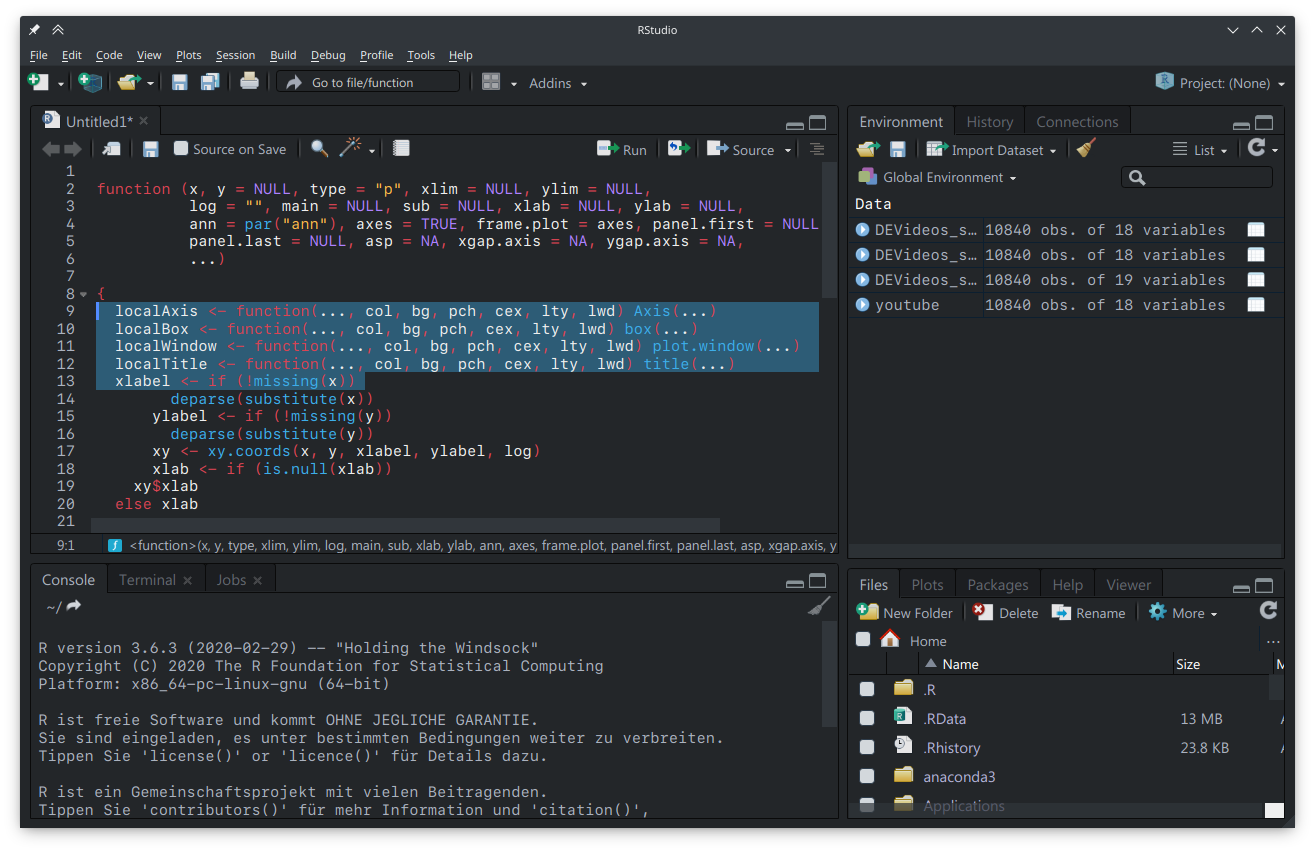 RStudio
File Edit Code View Plots Session Build Debug Profile Tools Help
Go to file/function Addins Project: (None)
Untitled1*
Source on Save Run Source
1
2 function (x, y = NULL, type = "p", xlim = NULL, ylim = NULL,
3 log = "", main = NULL, sub = NULL, xlab = NULL, ylab = NULL,
4 ann = par("ann"), axes = TRUE, frame.plot = axes, panel.first = NULL
5 panel.last = NULL, asp = NA, xgap.axis = NA, ygap.axis = NA,
6 ...)
7
8 {
9 localAxis <- function(..., col, bg, pch, cex, lty, lwd) Axis(...)
10 localBox <- function(..., col, bg, pch, cex, lty, lwd) box(...)
11 localWindow <- function(..., col, bg, pch, cex, lty, lwd) plot.window(...)
12 localTitle <- function(..., col, bg, pch, cex, lty, lwd) title(...)
13 xlabel <- if (!missing(x))
14 deparse(substitute(x))
15 ylabel <- if (!missing(y))
16 deparse(substitute(y))
17 xy <- xy.coords(x, y, xlabel, ylabel, log)
18 xlab <- if (is.null(xlab))
19 xy$xlab
20 else xlab
21
9:1 <function>(x, y, type, xlim, ylim, log, main, sub, xlab, ylab, ann, axes, frame.plot, panel.first, panel.last, asp, xgap.axis, y
Console Terminal Jobs
~/
R version 3.6.3 (2020-02-29) -- "Holding the Windsock"
Copyright (C) 2020 The R Foundation for Statistical Computing
Platform: x86_64-pc-linux-gnu (64-bit)
R ist freie Software und kommt OHNE JEGLICHE GARANTIE.
Sie sind eingeladen, es unter bestimmten Bedingungen weiter zu verbreiten.
Tippen Sie 'license()' or 'licence()' für Details dazu.
R ist ein Gemeinschaftsprojekt mit vielen Beitragenden.
Tippen Sie 'contributors()' für mehr Information und 'citation()',
Environment History Connections
Import Dataset List
Global Environment
Data
DEVideos_s… 10840 obs. of 18 variables
DEVideos_s… 10840 obs. of 18 variables
DEVideos_s… 10840 obs. of 19 variables
youtube 10840 obs. of 18 variables
Files Plots Packages Help Viewer
New Folder Delete Rename More
Home ...
Name Size
.R
.RData 13 MB
.Rhistory 23.8 KB
anaconda3
Applications